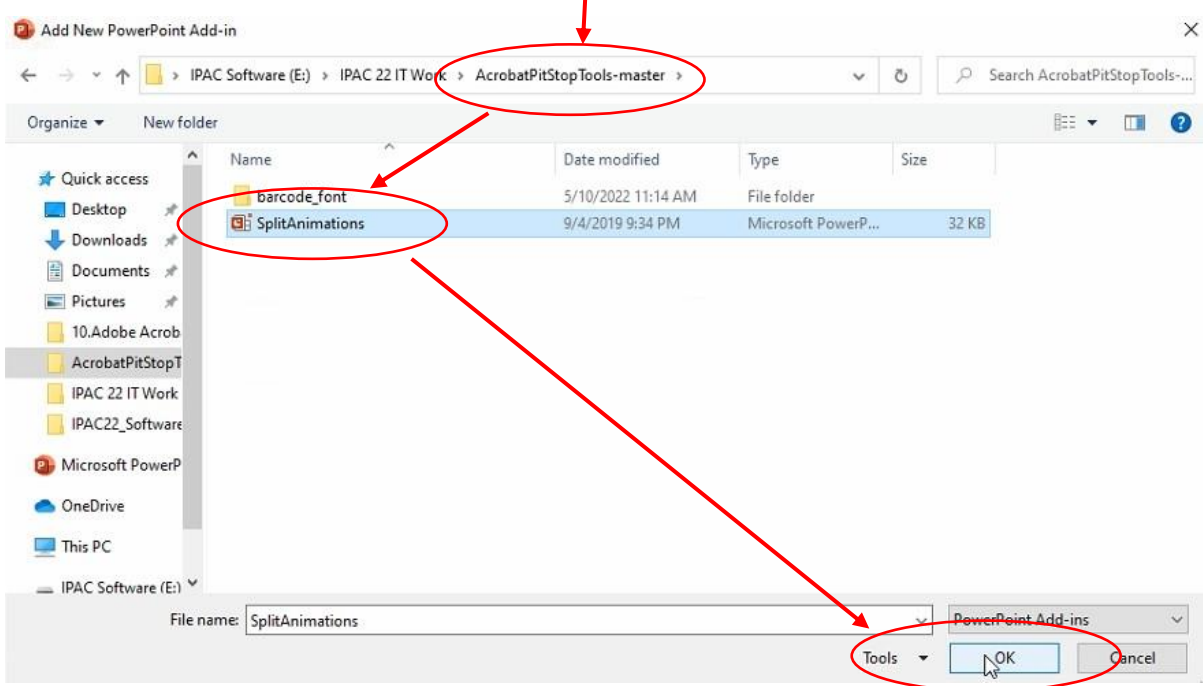 Add New PowerPoint Add-in
IPAC Software (E:) > IPAC 22 IT Work > AcrobatPitStopTools-master >
Search AcrobatPitStopTools-...
Organize
New folder
Name Date modified Type Size
Quick access
Desktop
Downloads
Documents
Pictures
10.Adobe Acrob
AcrobatPitStopT
IPAC 22 IT Work
IPAC22_Software
Microsoft PowerP
OneDrive
This PC
IPAC Software (E:)
barcode_font 5/10/2022 11:14 AM File folder
SplitAnimations 9/4/2019 9:34 PM Microsoft PowerP... 32 KB
File name: SplitAnimations PowerPoint Add-ins
Tools OK Cancel